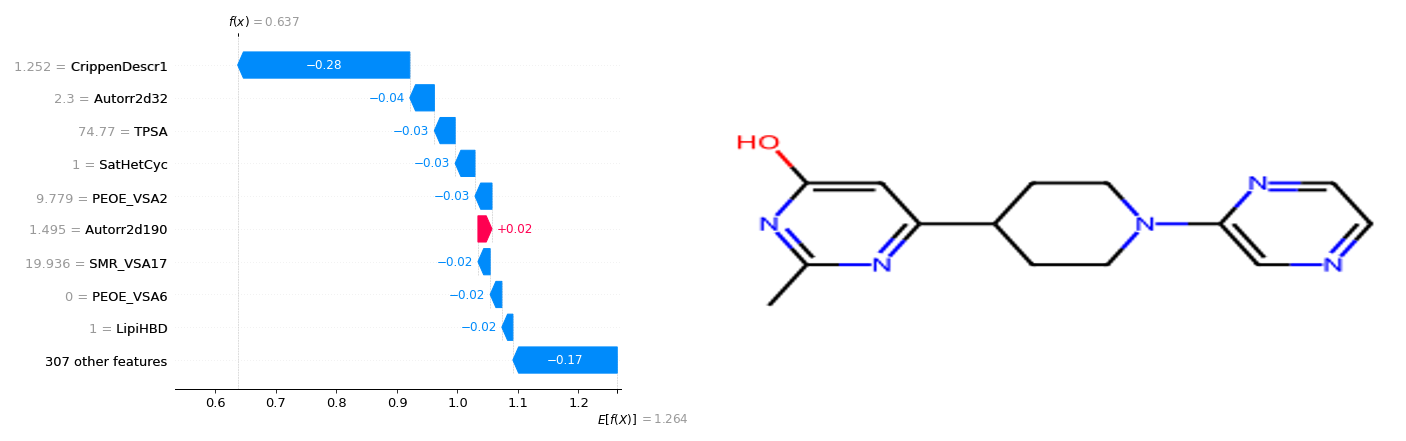 f(x) = 0.637
1.252 = CrippenDescr1
−0.28
2.3 = Autorr2d32
−0.04
74.77 = TPSA
−0.03
1 = SatHetCyc
−0.03
9.779 = PEOE_VSA2
−0.03
1.495 = Autorr2d190
+0.02
19.936 = SMR_VSA17
−0.02
0 = PEOE_VSA6
−0.02
1 = LipiHBD
−0.02
307 other features
−0.17
0.6 0.7 0.8 0.9 1.0 1.1 1.2
E[f(X)] = 1.264
HO
N
N
N
N
N